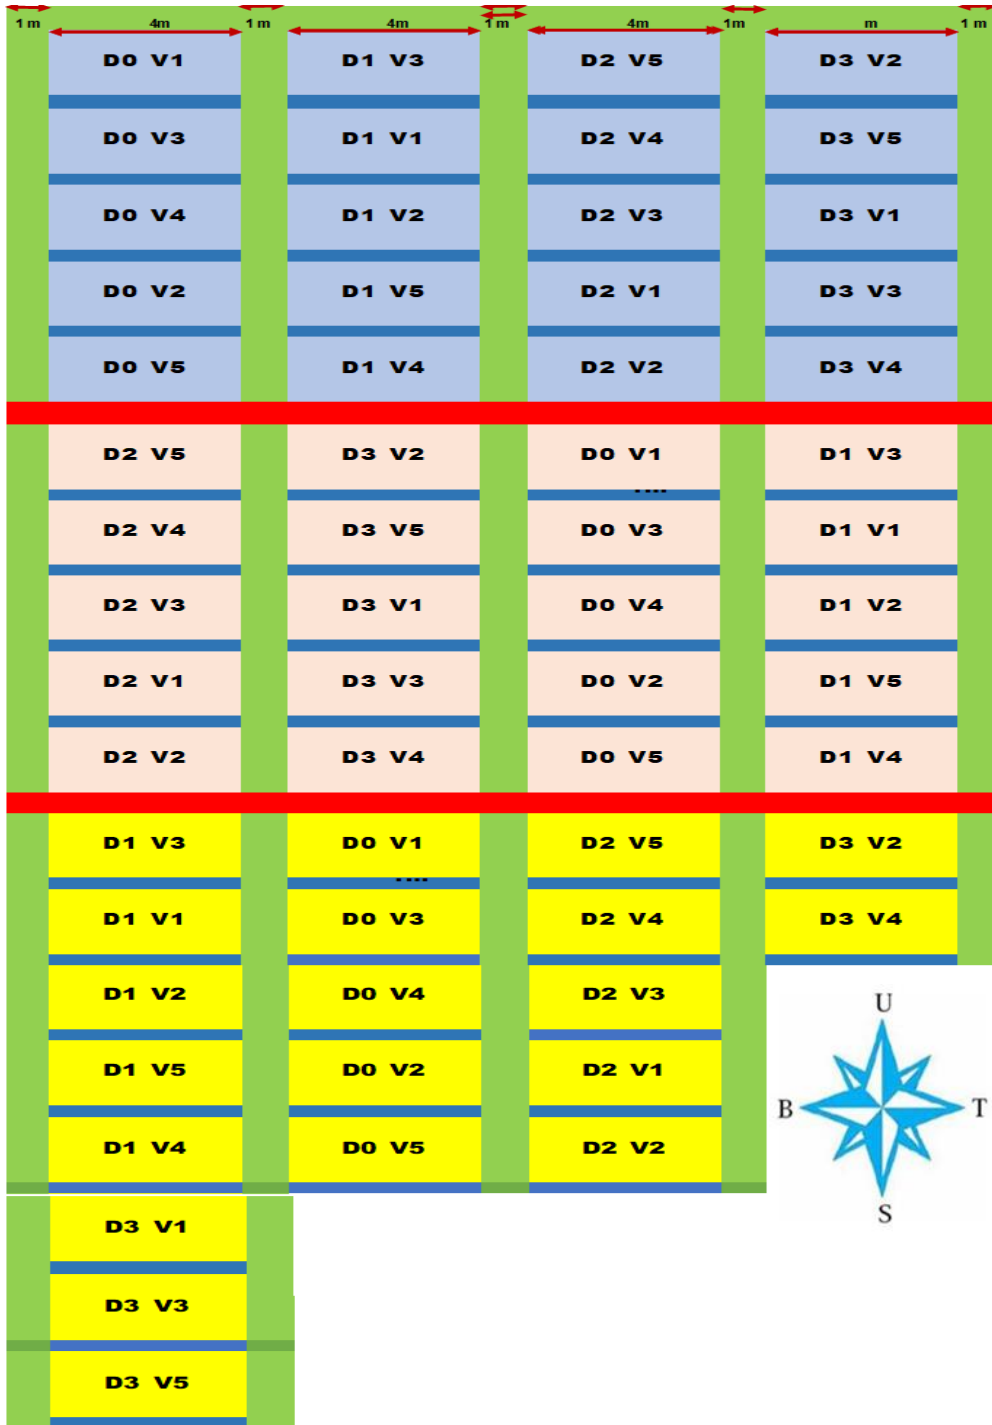 1 m 4m 1 m 4m 1 m 4m 1m m 1 m
D0 V1 D1 V3 D2 V5 D3 V2
D0 V3 D1 V1 D2 V4 D3 V5
D0 V4 D1 V2 D2 V3 D3 V1
D0 V2 D1 V5 D2 V1 D3 V3
D0 V5 D1 V4 D2 V2 D3 V4
D2 V5 D3 V2 D0 V1 D1 V3
D2 V4 D3 V5 D0 V3 D1 V1
D2 V3 D3 V1 D0 V4 D1 V2
D2 V1 D3 V3 D0 V2 D1 V5
D2 V2 D3 V4 D0 V5 D1 V4
D1 V3 D0 V1 D2 V5 D3 V2
D1 V1 D0 V3 D2 V4 D3 V4
D1 V2 D0 V4 D2 V3
U
D1 V5 D0 V2 D2 V1
B T
D1 V4 D0 V5 D2 V2
S
D3 V1
D3 V3
D3 V5